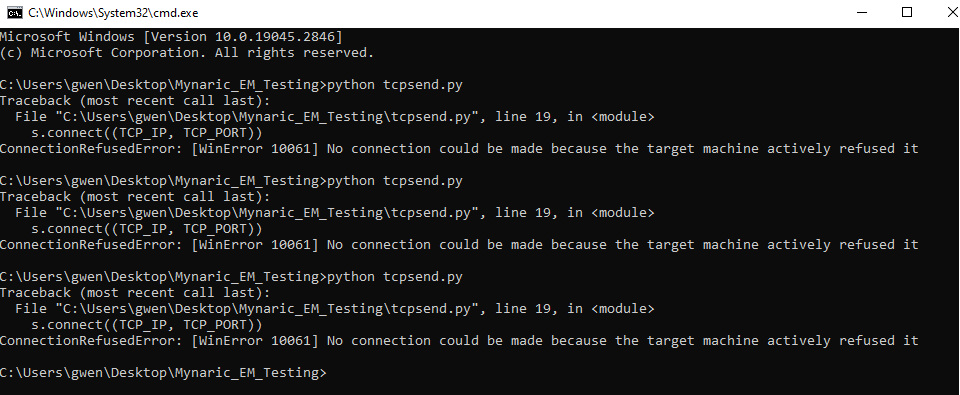 C:\Windows\System32\cmd.exe
Microsoft Windows [Version 10.0.19045.2846]
(c) Microsoft Corporation. All rights reserved.
C:\Users\gwen\Desktop\Mynaric_EM_Testing>python tcpsend.py
Traceback (most recent call last):
  File "C:\Users\gwen\Desktop\Mynaric_EM_Testing\tcpsend.py", line 19, in <module>
    s.connect((TCP_IP, TCP_PORT))
ConnectionRefusedError: [WinError 10061] No connection could be made because the target machine actively refused it
C:\Users\gwen\Desktop\Mynaric_EM_Testing>python tcpsend.py
Traceback (most recent call last):
  File "C:\Users\gwen\Desktop\Mynaric_EM_Testing\tcpsend.py", line 19, in <module>
    s.connect((TCP_IP, TCP_PORT))
ConnectionRefusedError: [WinError 10061] No connection could be made because the target machine actively refused it
C:\Users\gwen\Desktop\Mynaric_EM_Testing>python tcpsend.py
Traceback (most recent call last):
  File "C:\Users\gwen\Desktop\Mynaric_EM_Testing\tcpsend.py", line 19, in <module>
    s.connect((TCP_IP, TCP_PORT))
ConnectionRefusedError: [WinError 10061] No connection could be made because the target machine actively refused it
C:\Users\gwen\Desktop\Mynaric_EM_Testing>